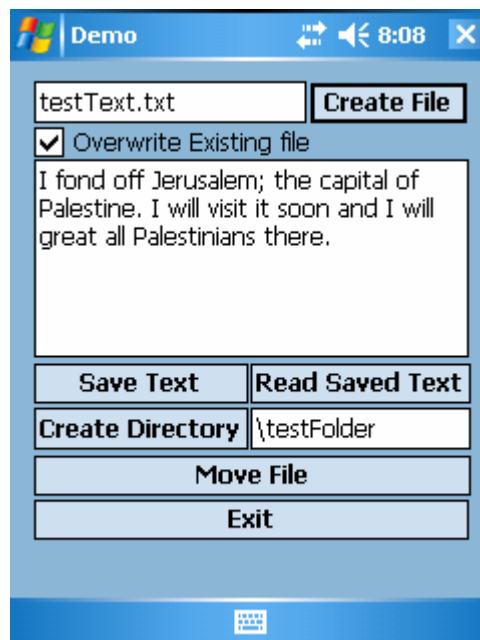 Demo 8:08
testText.txt Create File
Overwrite Existing file
I fond off Jerusalem; the capital of
Palestine. I will visit it soon and I will
great all Palestinians there.
Save Text Read Saved Text
Create Directory \testFolder
Move File
Exit